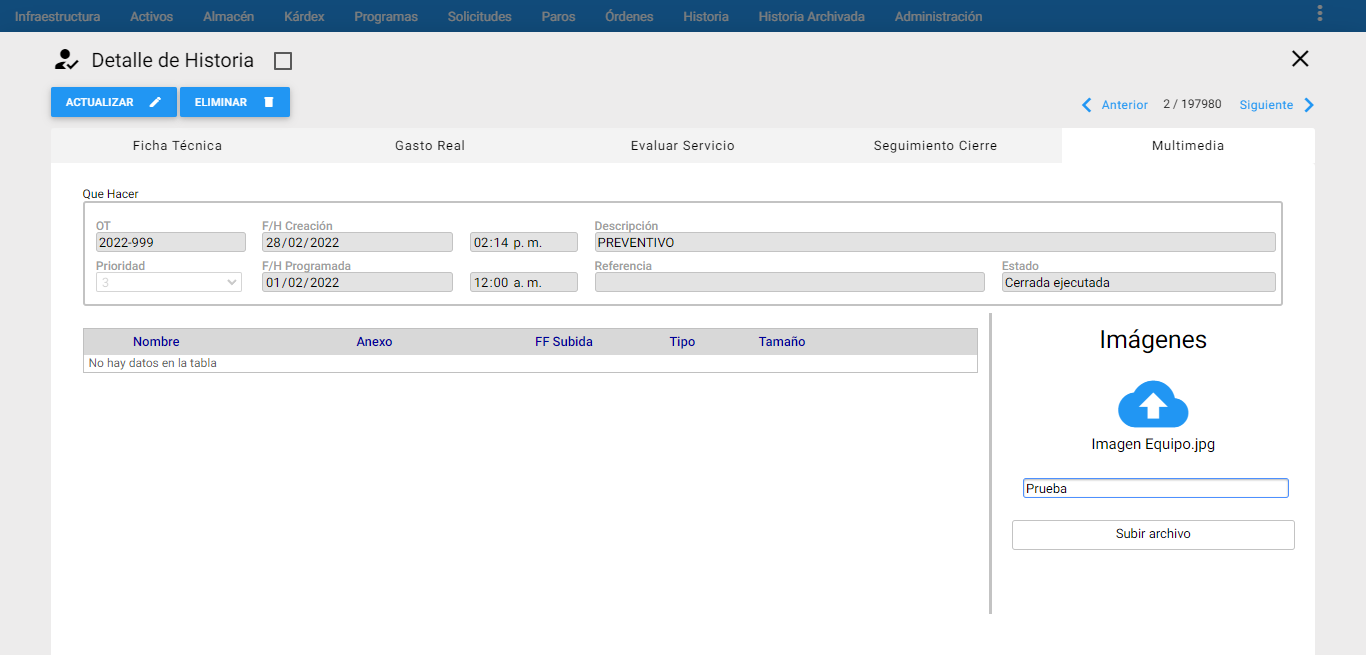 Infraestructura Activos Almacén Kárdex Programas Solicitudes Paros Órdenes Historia Historia Archivada Administración
Detalle de Historia
ACTUALIZAR ELIMINAR
Anterior 2 / 197980 Siguiente
Ficha Técnica Gasto Real Evaluar Servicio Seguimiento Cierre Multimedia
Que Hacer
OT F/H Creación Descripción
2022-999 28/02/2022 02:14 p. m. PREVENTIVO
Prioridad F/H Programada Referencia Estado
3 01/02/2022 12:00 a. m. Cerrada ejecutada
Nombre Anexo FF Subida Tipo Tamaño
No hay datos en la tabla
Imágenes
Imagen Equipo.jpg
Prueba
Subir archivo